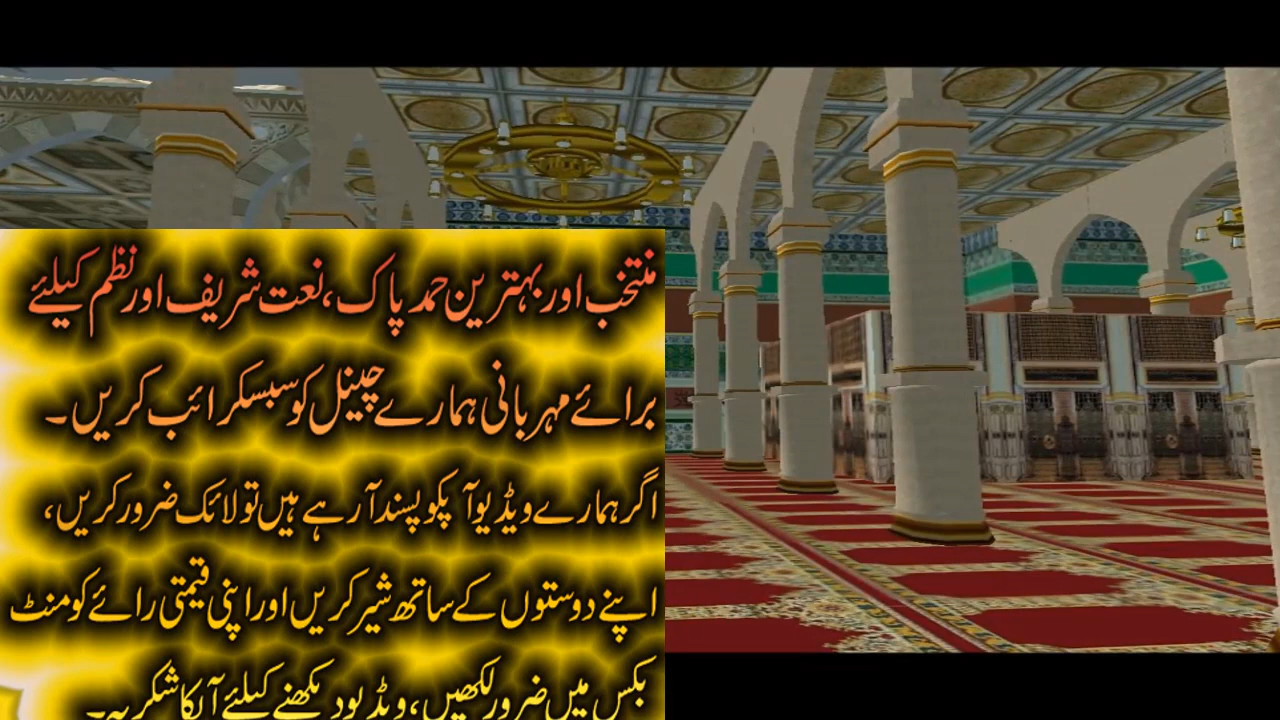 منتخب اور بہترین حمد پاک، نعت شریف اور نظم کیلئے
برائے مہربانی ہمارے چینل کو سبسکرائب کریں۔
اگر ہمارے ویڈیو آپکو پسند آرہے ہیں تو لائک ضرور کریں،
اپنے دوستوں کے ساتھ شیر کریں اور اپنی قیمتی رائے کومنٹ
بکس میں ضرور لکھیں، ویڈیو دیکھنے کیلئے آپکا شکریہ۔